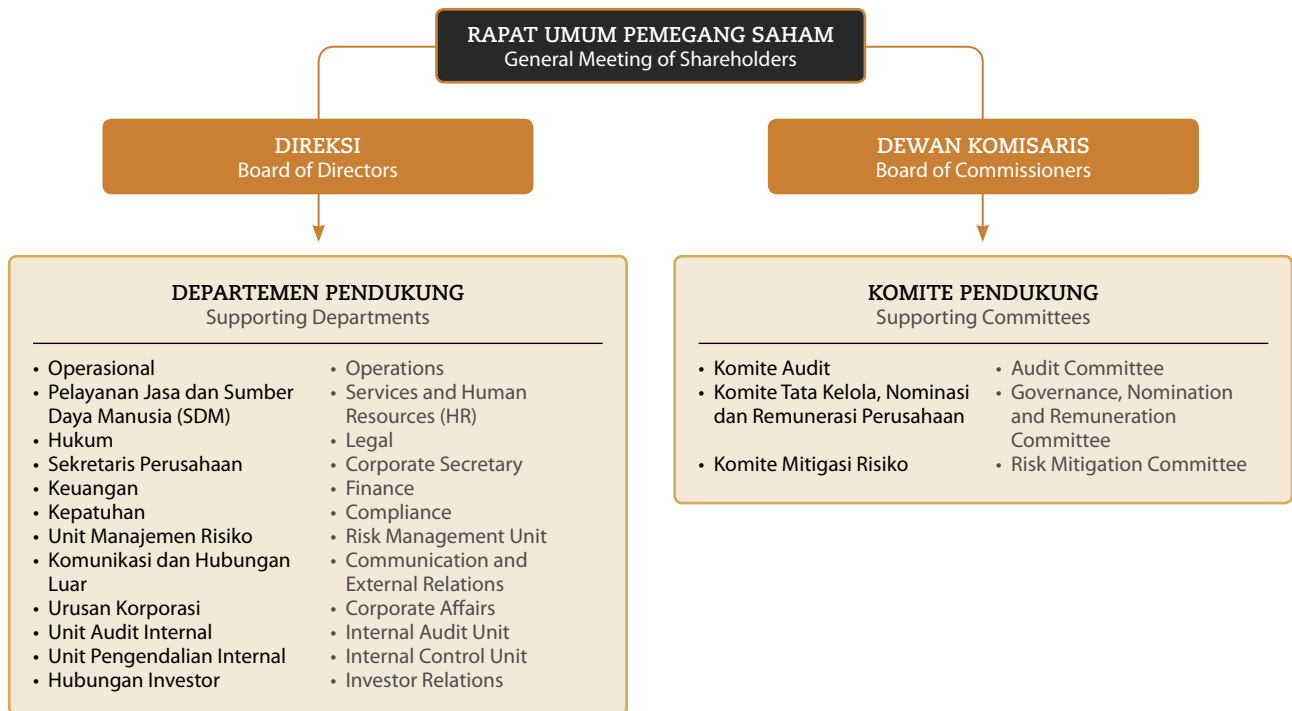 RAPAT UMUM PEMEGANG SAHAM
General Meeting of Shareholders
DIREKSI
Board of Directors
DEWAN KOMISARIS
Board of Commissioners
DEPARTEMEN PENDUKUNG
Supporting Departments
• Operasional
• Pelayanan Jasa dan Sumber
Daya Manusia (SDM)
• Hukum
• Sekretaris Perusahaan
• Keuangan
• Kepatuhan
• Unit Manajemen Risiko
• Komunikasi dan Hubungan
Luar
• Urusan Korporasi
• Unit Audit Internal
• Unit Pengendalian Internal
• Hubungan Investor
• Operations
• Services and Human
Resources (HR)
• Legal
• Corporate Secretary
• Finance
• Compliance
• Risk Management Unit
• Communication and
External Relations
• Corporate Affairs
• Internal Audit Unit
• Internal Control Unit
• Investor Relations
KOMITE PENDUKUNG
Supporting Committees
• Komite Audit
• Komite Tata Kelola, Nominasi
dan Remunerasi Perusahaan
• Komite Mitigasi Risiko
• Audit Committee
• Governance, Nomination
and Remuneration
Committee
• Risk Mitigation Committee